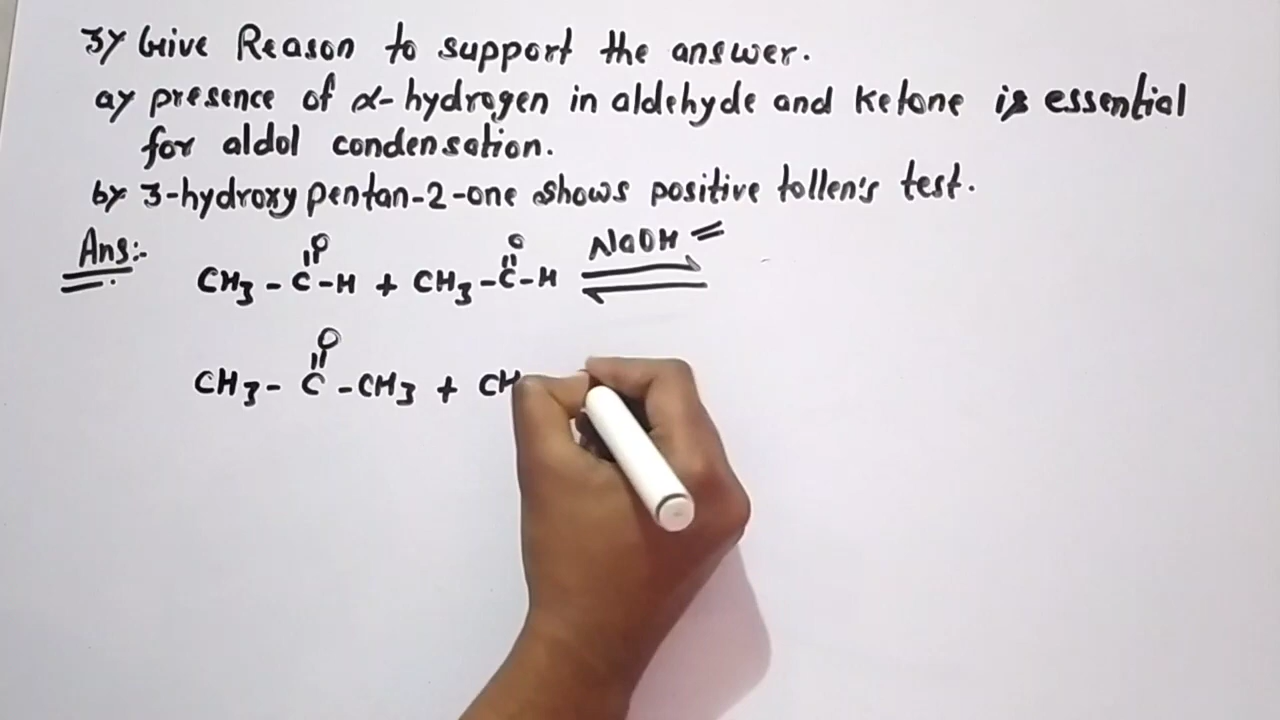 3) Give Reason to support the answer.
a) presence of α-hydrogen in aldehyde and ketone is essential
for aldol condensation.
b) 3-hydroxy pentan-2-one shows positive tollen's test.
Ans:-
O O NaOH
CH3 - C - H + CH3 - C - H ⇌
O
CH3 - C - CH3 + CH